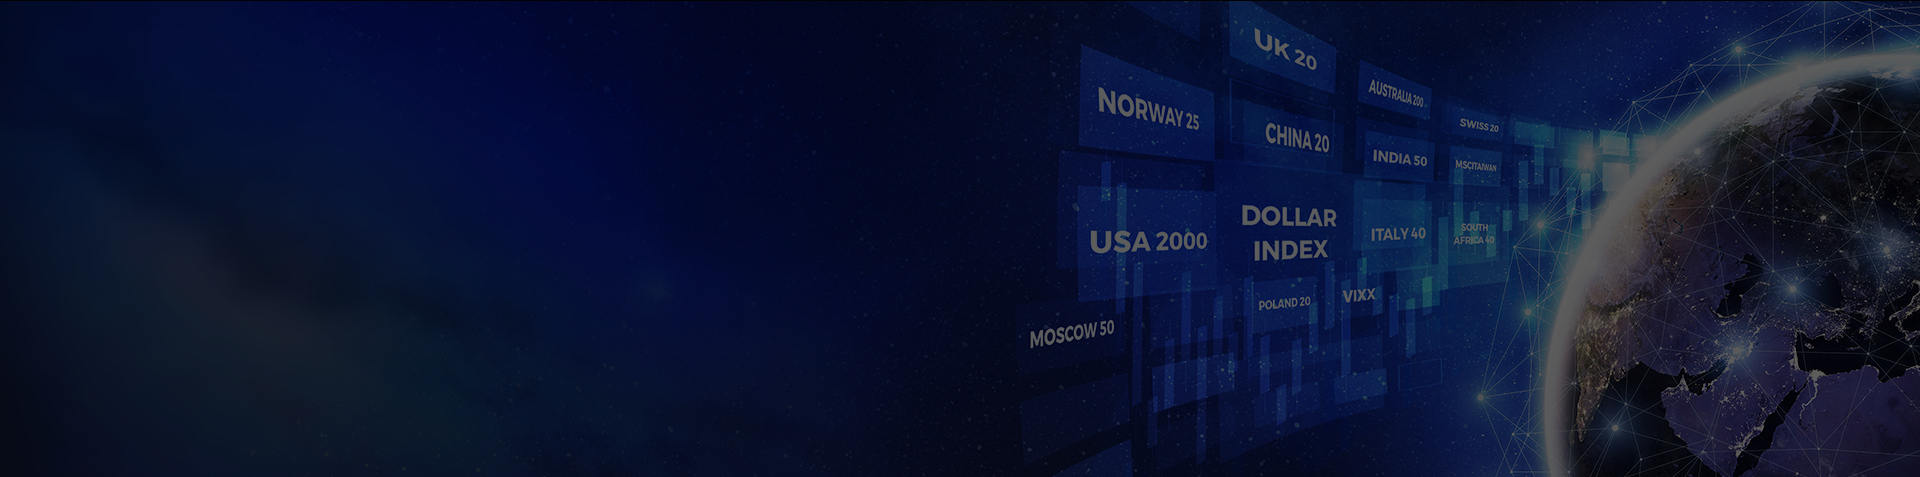 UK 20
NORWAY 25
AUSTRALIA 200
CHINA 20
SWISS 20
INDIA 50
MSCITAIWAN
USA 2000
DOLLAR
INDEX
ITALY 40
SOUTH
AFRICA 40
POLAND 20
VIXX
MOSCOW 50